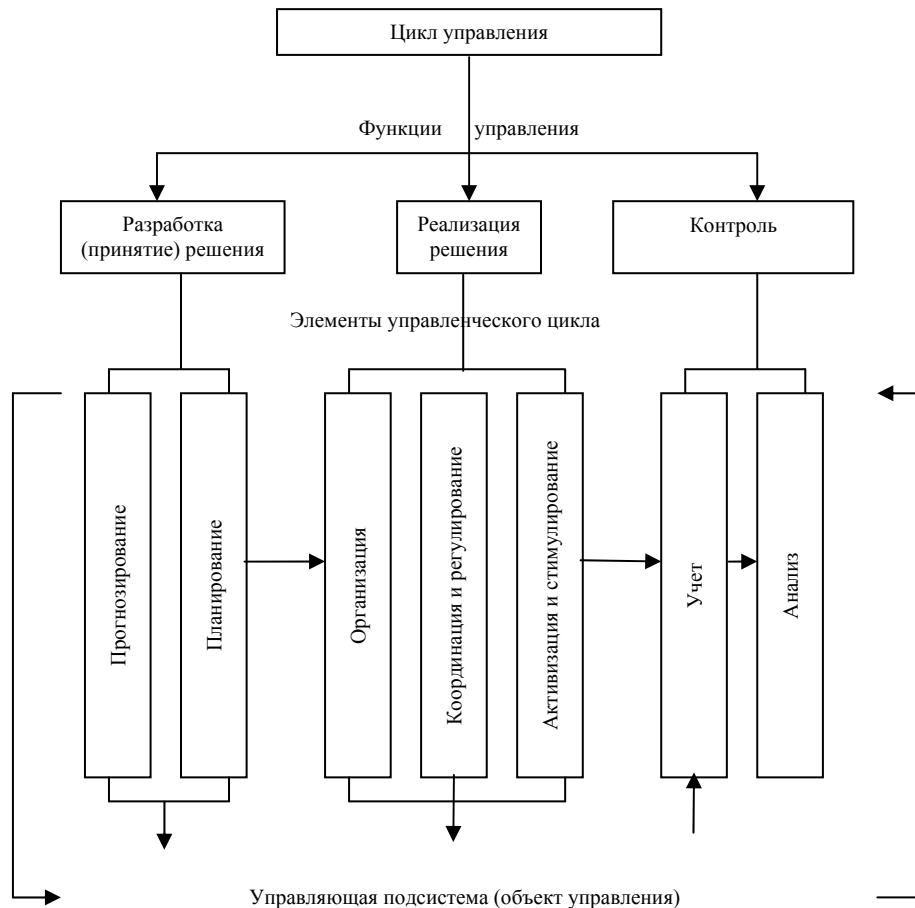 Цикл управления
Функции управления
Разработка
(принятие) решения
Реализация
решения
Контроль
Элементы управленческого цикла
Прогнозирование
Планирование
Организация
Координация и регулирование
Активизация и стимулирование
Учет
Анализ
Управляющая подсистема (объект управления)